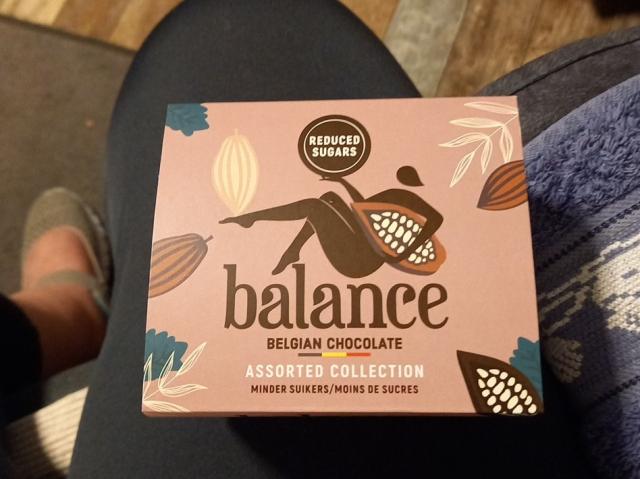 REDUCED
SUGARS
balance
BELGIAN CHOCOLATE
ASSORTED COLLECTION
MINDER SUIKERS/MOINS DE SUCRES